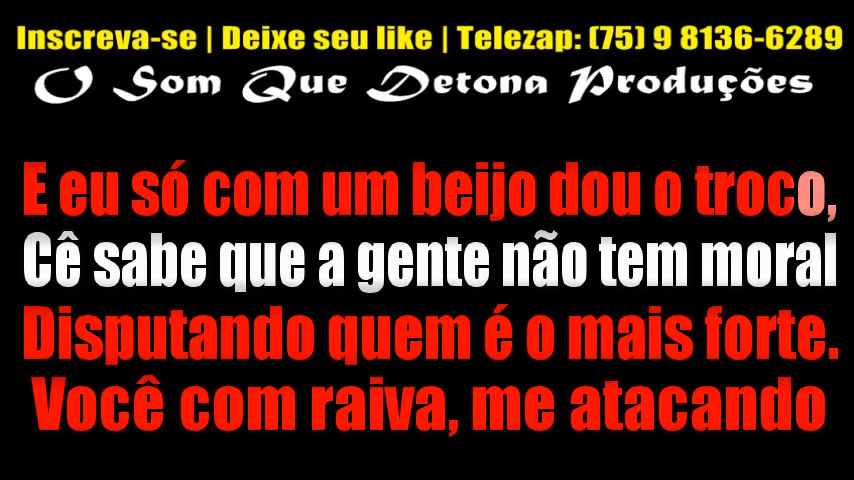 Inscreva-se | Deixe seu like | Telezap: (75) 9 8136-6289
O Som Que Detona Produções
E eu só com um beijo dou o troco,
Cê sabe que a gente não tem moral
Disputando quem é o mais forte.
Você com raiva, me atacando